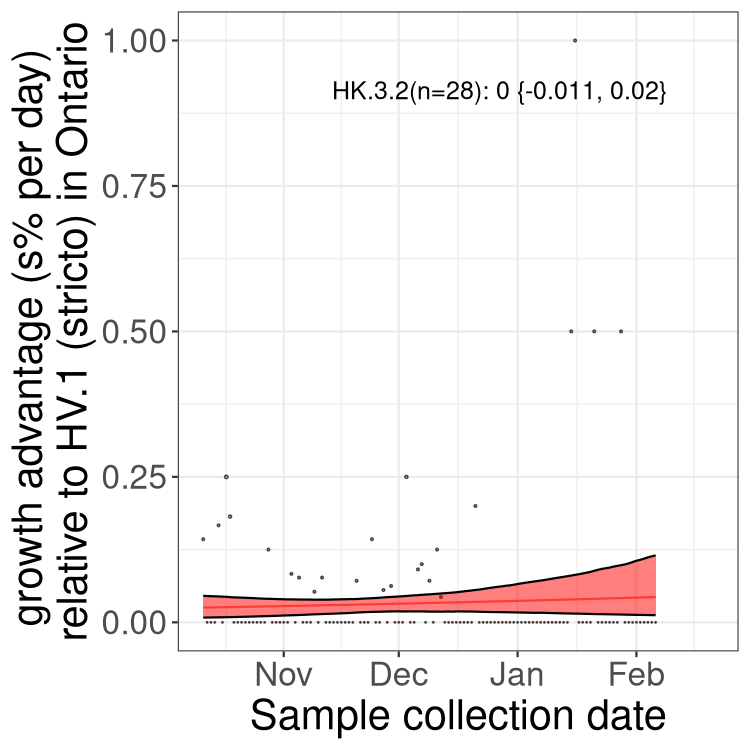 growth advantage (s% per day)
relative to HV.1 (stricto) in Ontario
1.00
0.75
0.50
0.25
0.00
HK.3.2(n=28): 0 {-0.011, 0.02}
Nov Dec Jan Feb
Sample collection date